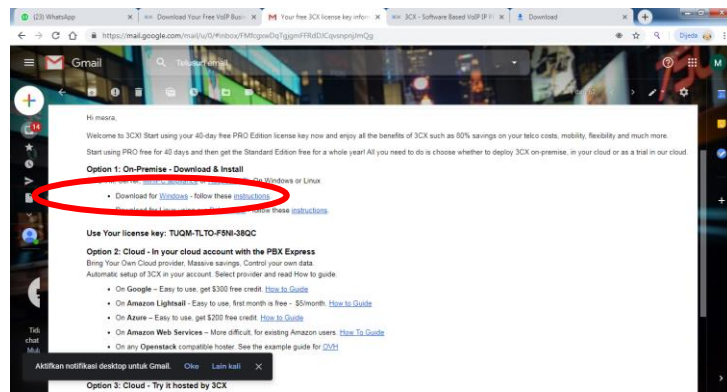 (23) WhatsApp
Download Your Free VoIP Busin
Your free 3CX license key inform
3CX - Software Based VoIP IP P
Download
https://mail.google.com/mail/u/0/#inbox/
Dijeda
Gmail
Telusuri email
Hi mesra,
Welcome to 3CX! Start using your 40-day free PRO Edition license key now and enjoy all the benefits of 3CX such as 80% savings on your telco costs, mobility, flexibility and much more.
Start using PRO free for 40 days and then get the Standard Edition free for a whole year! All you need to do is choose whether to deploy 3CX on-premise, in your cloud or as a trial in our cloud.
Option 1: On-Premise - Download & Install
On Windows or Linux
• Download for Windows - follow these instructions
follow these instructions.
Use Your license key: TUQM-TLTO-F5NI-38QC
Option 2: Cloud - In your cloud account with the PBX Express
Bring Your Own Cloud provider, Massive savings, Control your own data.
Automatic setup of 3CX in your account. Select provider and read How to guide:
• On Google – Easy to use, get $300 free credit. How to Guide
• On Amazon Lightsail - Easy to use, first month is free - $5/month. How to Guide
• On Azure – Easy to use, get $200 free credit. How to Guide
• On Amazon Web Services – More difficult, for existing Amazon users. How To Guide
• On any Openstack compatible host. See the example guide for OVH
Tid
chat
Mul
Aktifkan notifikasi desktop untuk Gmail. Oke Lain kali
Option 3: Cloud - Try it hosted by 3CX